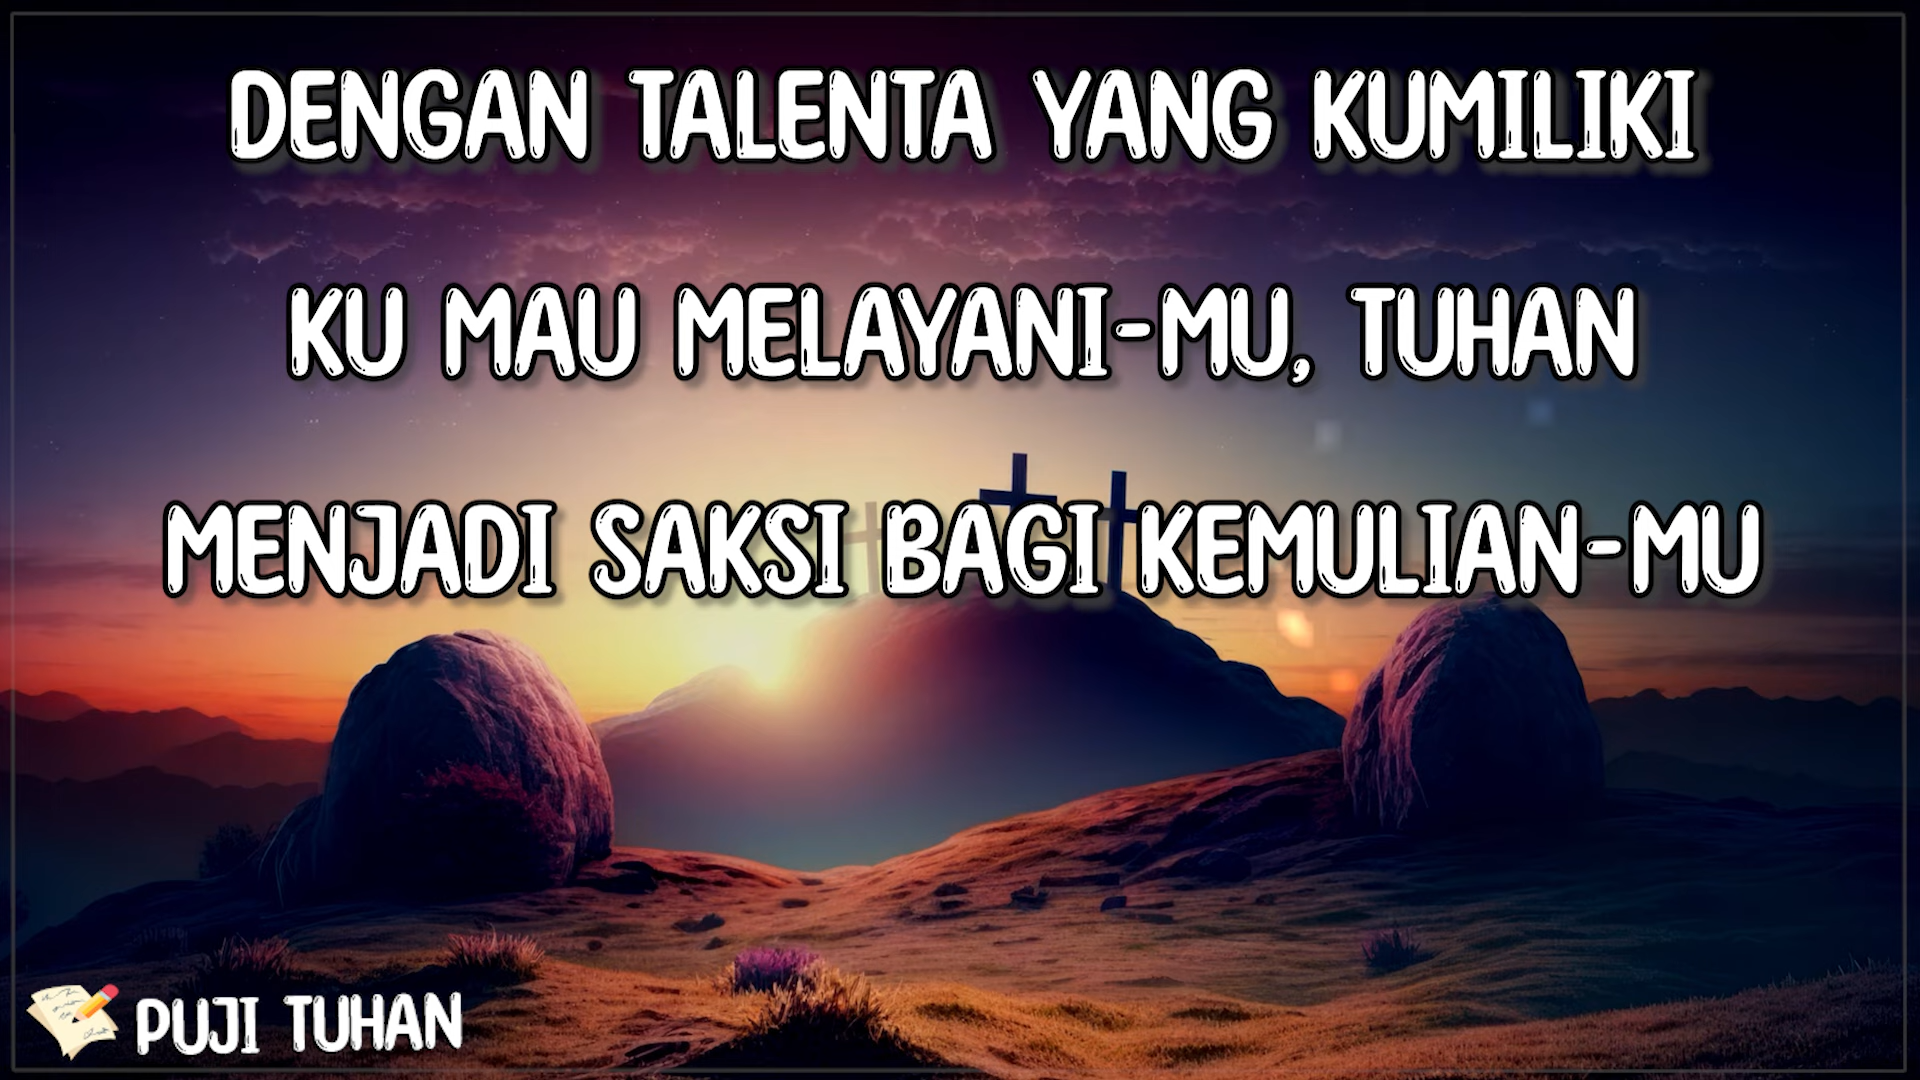 DENGAN TALENTA YANG KUMILIKI
KU MAU MELAYANI-MU, TUHAN
MENJADI SAKSI BAGI KEMULIAN-MU
PUJI TUHAN